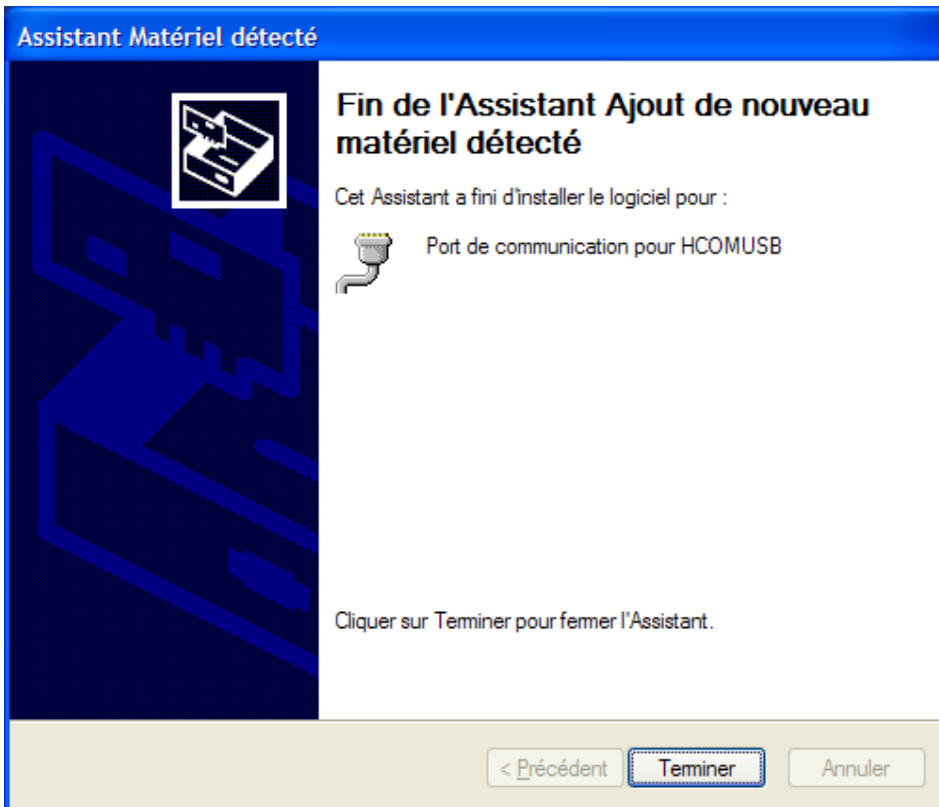 Assistant Matériel détecté
Fin de l'Assistant Ajout de nouveau
matériel détecté
Cet Assistant a fini d'installer le logiciel pour :
Port de communication pour HCOMUSB
Cliquer sur Terminer pour fermer l'Assistant.
< Précédent Terminer Annuler